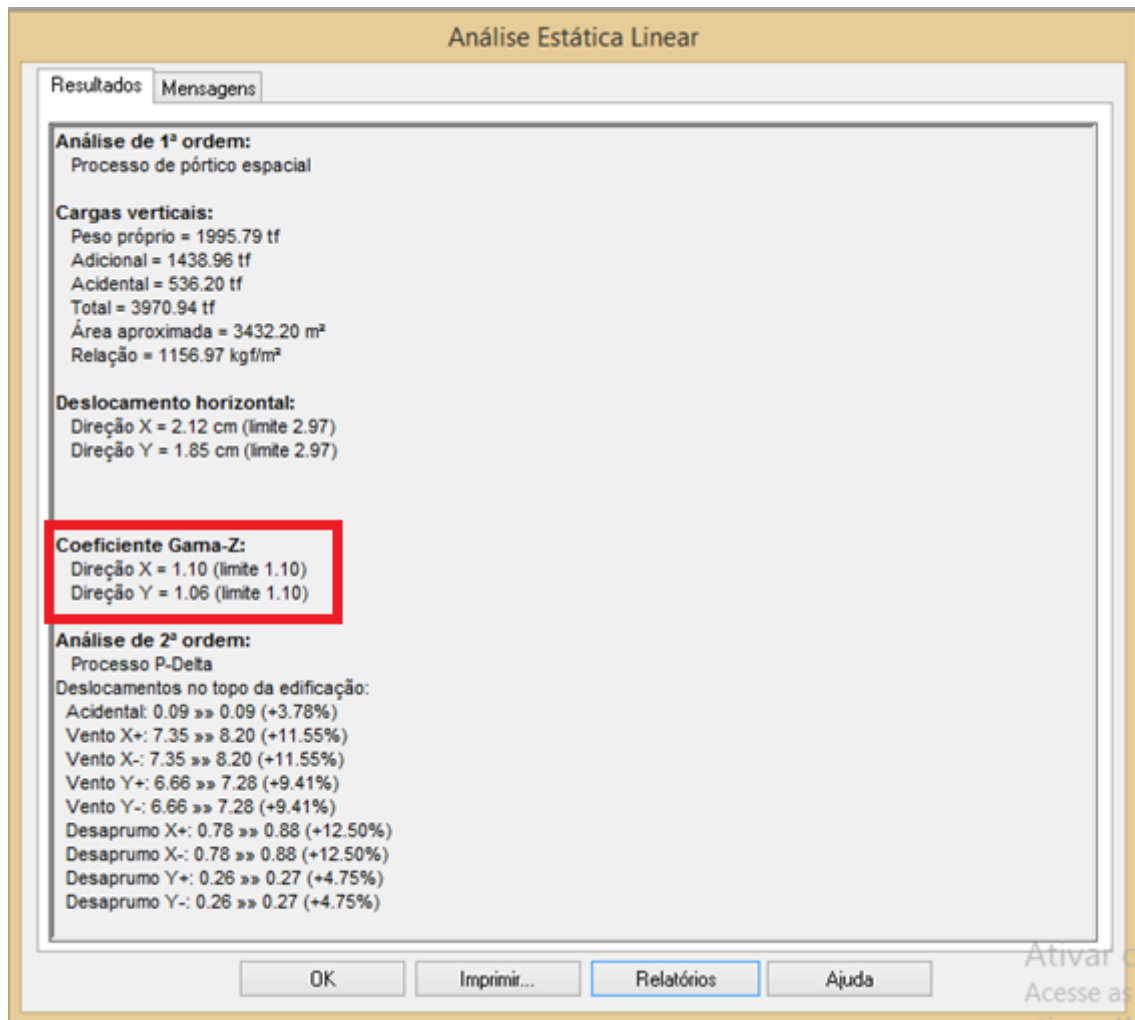 Análise Estática Linear
Resultados Mensagens
Análise de 1ª ordem:
Processo de pórtico espacial
Cargas verticais:
Peso próprio = 1995.79 tf
Adicional = 1438.96 tf
Acidental = 536.20 tf
Total = 3970.94 tf
Área aproximada = 3432.20 m²
Relação = 1156.97 kgf/m²
Deslocamento horizontal:
Direção X = 2.12 cm (limite 2.97)
Direção Y = 1.85 cm (limite 2.97)
Coeficiente Gama-Z:
Direção X = 1.10 (limite 1.10)
Direção Y = 1.06 (limite 1.10)
Análise de 2ª ordem:
Processo P-Delta
Deslocamentos no topo da edificação:
Acidental: 0.09 »» 0.09 (+3.78%)
Vento X+: 7.35 »» 8.20 (+11.55%)
Vento X-: 7.35 »» 8.20 (+11.55%)
Vento Y+: 6.66 »» 7.28 (+9.41%)
Vento Y-: 6.66 »» 7.28 (+9.41%)
Desaprumo X+: 0.78 »» 0.88 (+12.50%)
Desaprumo X-: 0.78 »» 0.88 (+12.50%)
Desaprumo Y+: 0.26 »» 0.27 (+4.75%)
Desaprumo Y-: 0.26 »» 0.27 (+4.75%)
OK Imprimir... Relatórios Ajuda
Ativar
Acesse as